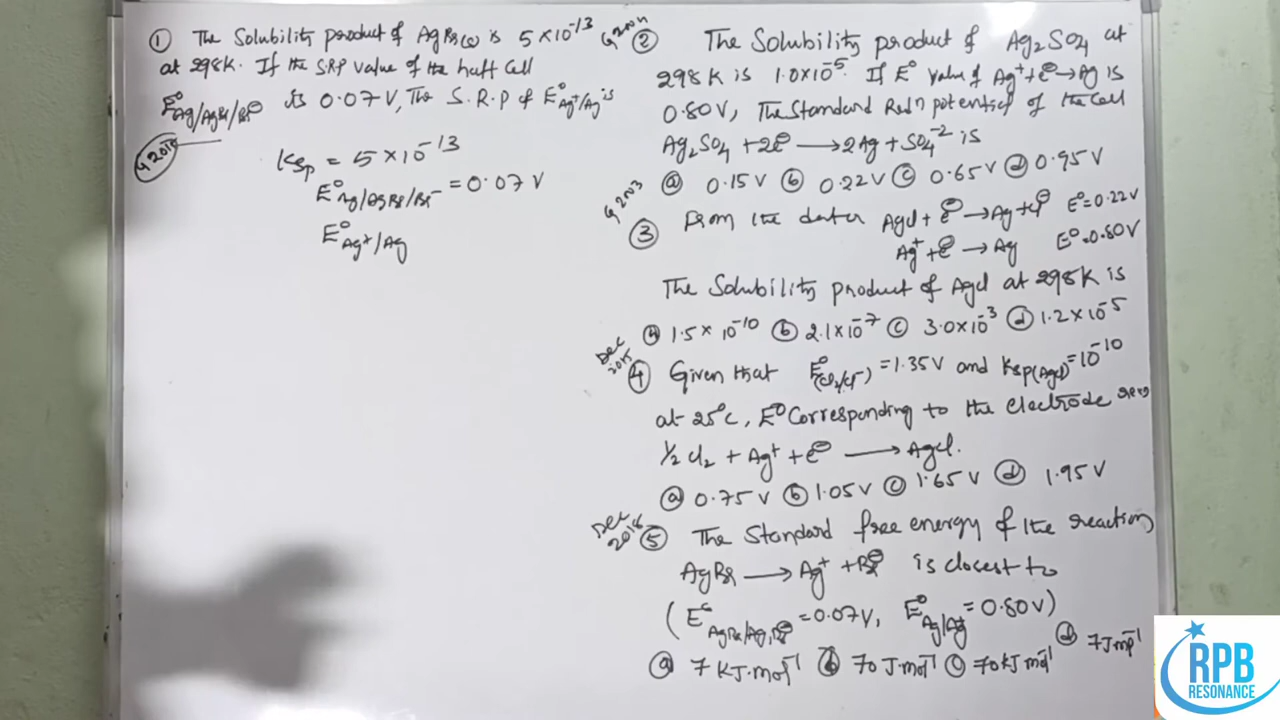 ① The Solubility product of AgBr(s) is 5×10⁻¹³
at 298K. If the S.R.P value of the half cell
E°Ag/AgBr/Br⊖ is 0.07V, The S.R.P of E°Ag⁺/Ag is
G 2015
Ksp = 5×10⁻¹³
E°Ag/AgBr/Br⁻ = 0.07 V
E°Ag⁺/Ag
② The Solubility product of Ag₂SO₄ at
298K is 1.0×10⁻⁵. If E° value of Ag⁺+e⊖→Ag is
0.80V, The Standard Redⁿ potential of the Cell
Ag₂SO₄ + 2e⊖ ⟶ 2Ag + SO₄⁻² is
ⓐ 0.15V ⓑ 0.22V ⓒ 0.65V ⓓ 0.95V
G 2003
③ From the data AgCl + e⊖ → Ag + Cl⊖ E°=0.22V
Ag⁺ + e⊖ → Ag E°=0.80V
The Solubility product of AgCl at 298K is
ⓐ 1.5×10⁻¹⁰ ⓑ 2.1×10⁻⁷ ⓒ 3.0×10⁻³ ⓓ 1.2×10⁻⁵
Dec 2015
④ Given that E°(Cl₂/Cl⁻) = 1.35V and Ksp(AgCl)=10⁻¹⁰
at 25°C, E° Corresponding to the electrode
½Cl₂ + Ag⁺ + e⊖ ⟶ AgCl.
ⓐ 0.75V ⓑ 1.05V ⓒ 1.65V ⓓ 1.95V
Dec 2016
⑤ The Standard free energy of the reaction
AgBr ⟶ Ag⁺ + Br⊖ is closest to
(E°AgBr/Ag,Br⊖ = 0.07V, E°Ag/Ag⁺ = 0.80V)
ⓐ 7 KJ.mol⁻¹ ⓑ 70 J.mol⁻¹ ⓒ 70KJ mol⁻¹ ⓓ 7J mol⁻¹
RPB
RESONANCE